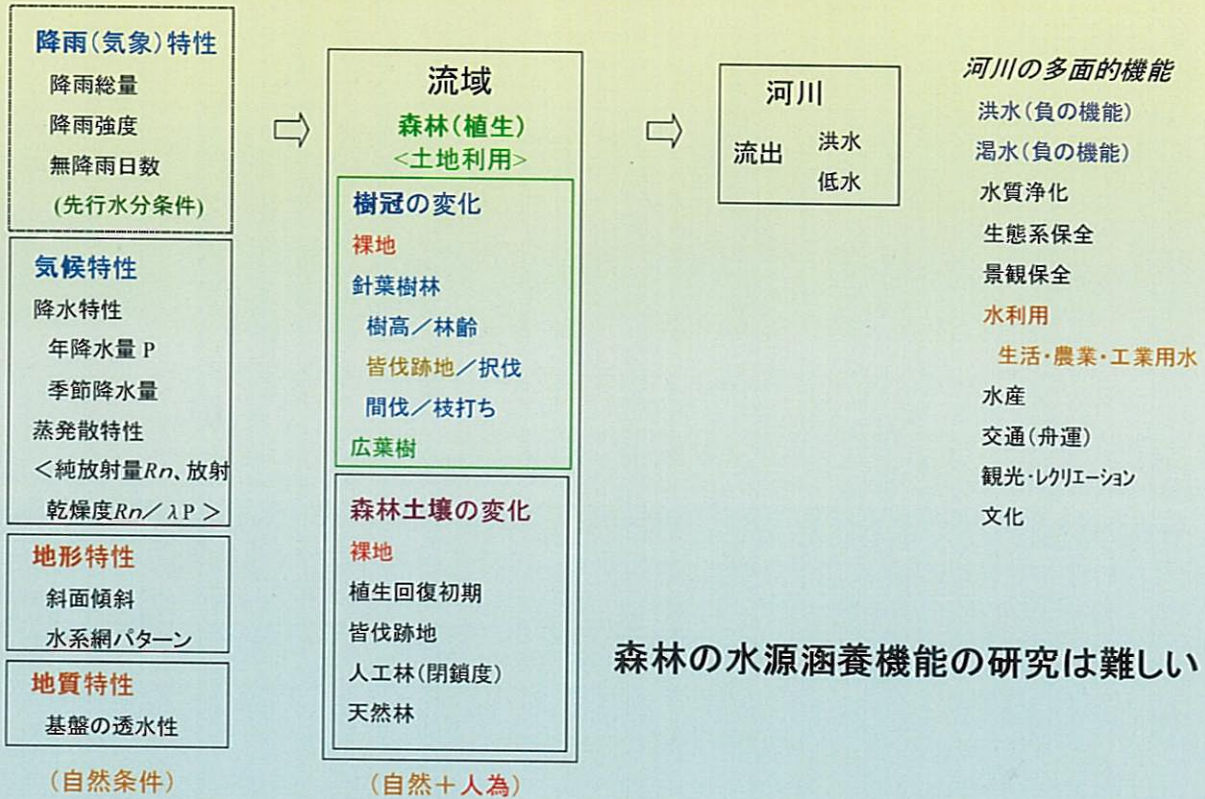 降雨(気象)特性
降雨総量
降雨強度
無降雨日数
(先行水分条件)
気候特性
降水特性
年降水量 P
季節降水量
蒸発散特性
＜純放射量Rn、放射
乾燥度Rn／λP ＞
地形特性
斜面傾斜
水系網パターン
地質特性
基盤の透水性
(自然条件)
⇨
流域
森林(植生)
<土地利用>
樹冠の変化
裸地
針葉樹林
樹高／林齢
皆伐跡地／択伐
間伐／枝打ち
広葉樹
森林土壌の変化
裸地
植生回復初期
皆伐跡地
人工林(閉鎖度)
天然林
(自然＋人為)
⇨
河川
流出
洪水
低水
河川の多面的機能
洪水(負の機能)
渇水(負の機能)
水質浄化
生態系保全
景観保全
水利用
生活・農業・工業用水
水産
交通(舟運)
観光・レクリエーション
文化
森林の水源涵養機能の研究は難しい